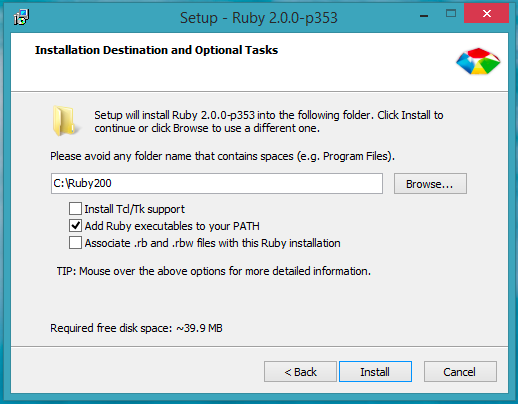 Setup - Ruby 2.0.0-p353
Installation Destination and Optional Tasks
Setup will install Ruby 2.0.0-p353 into the following folder. Click Install to
continue or click Browse to use a different one.
Please avoid any folder name that contains spaces (e.g. Program Files).
C:\Ruby200
Browse...
Install Tcl/Tk support
Add Ruby executables to your PATH
Associate .rb and .rbw files with this Ruby installation
TIP: Mouse over the above options for more detailed information.
Required free disk space: ~39.9 MB
< Back
Install
Cancel